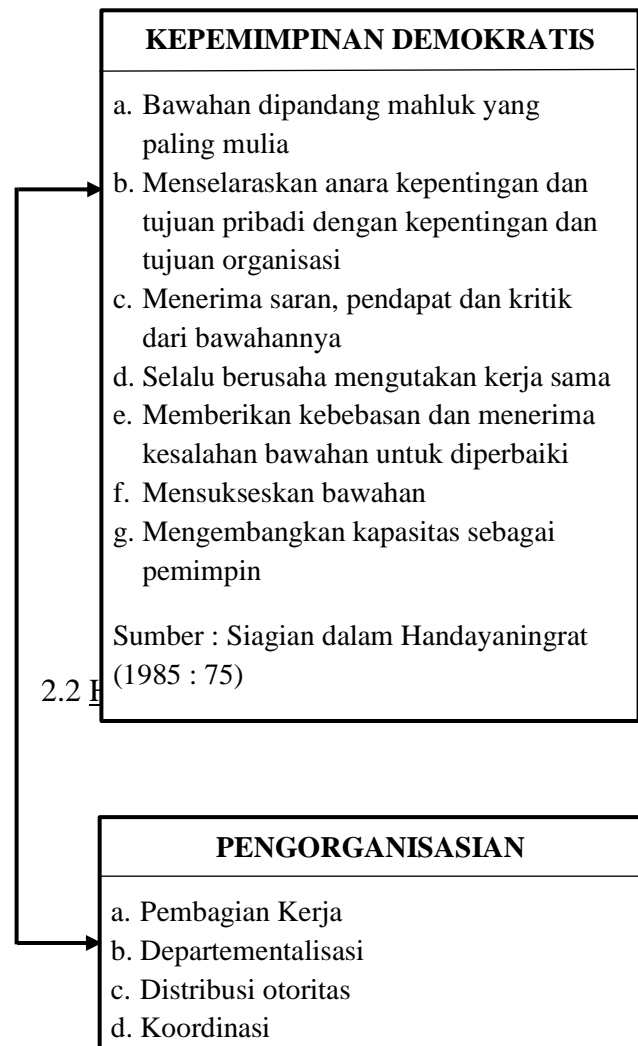 KEPEMIMPINAN DEMOKRATIS
a. Bawahan dipandang mahluk yang
paling mulia
b. Menselaraskan anara kepentingan dan
tujuan pribadi dengan kepentingan dan
tujuan organisasi
c. Menerima saran, pendapat dan kritik
dari bawahannya
d. Selalu berusaha mengutakan kerja sama
e. Memberikan kebebasan dan menerima
kesalahan bawahan untuk diperbaiki
f. Mensukseskan bawahan
g. Mengembangkan kapasitas sebagai
pemimpin
Sumber : Siagian dalam Handayaningrat
(1985 : 75)
2.2
PENGORGANISASIAN
a. Pembagian Kerja
b. Departementalisasi
c. Distribusi otoritas
d. Koordinasi